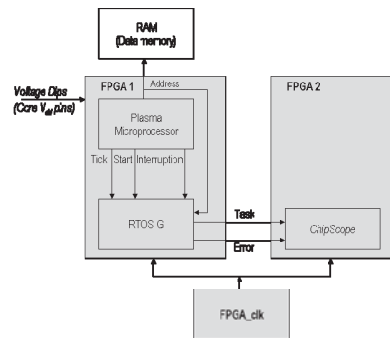 RAM
(Data memory)
FPGA 1
Address
FPGA 2
Voltage Dips
(Core Vdd pins)
Plasma
Microprocessor
Tick
Start
Interruption
RTOS G
Task
Error
ChipScope
FPGA_clk